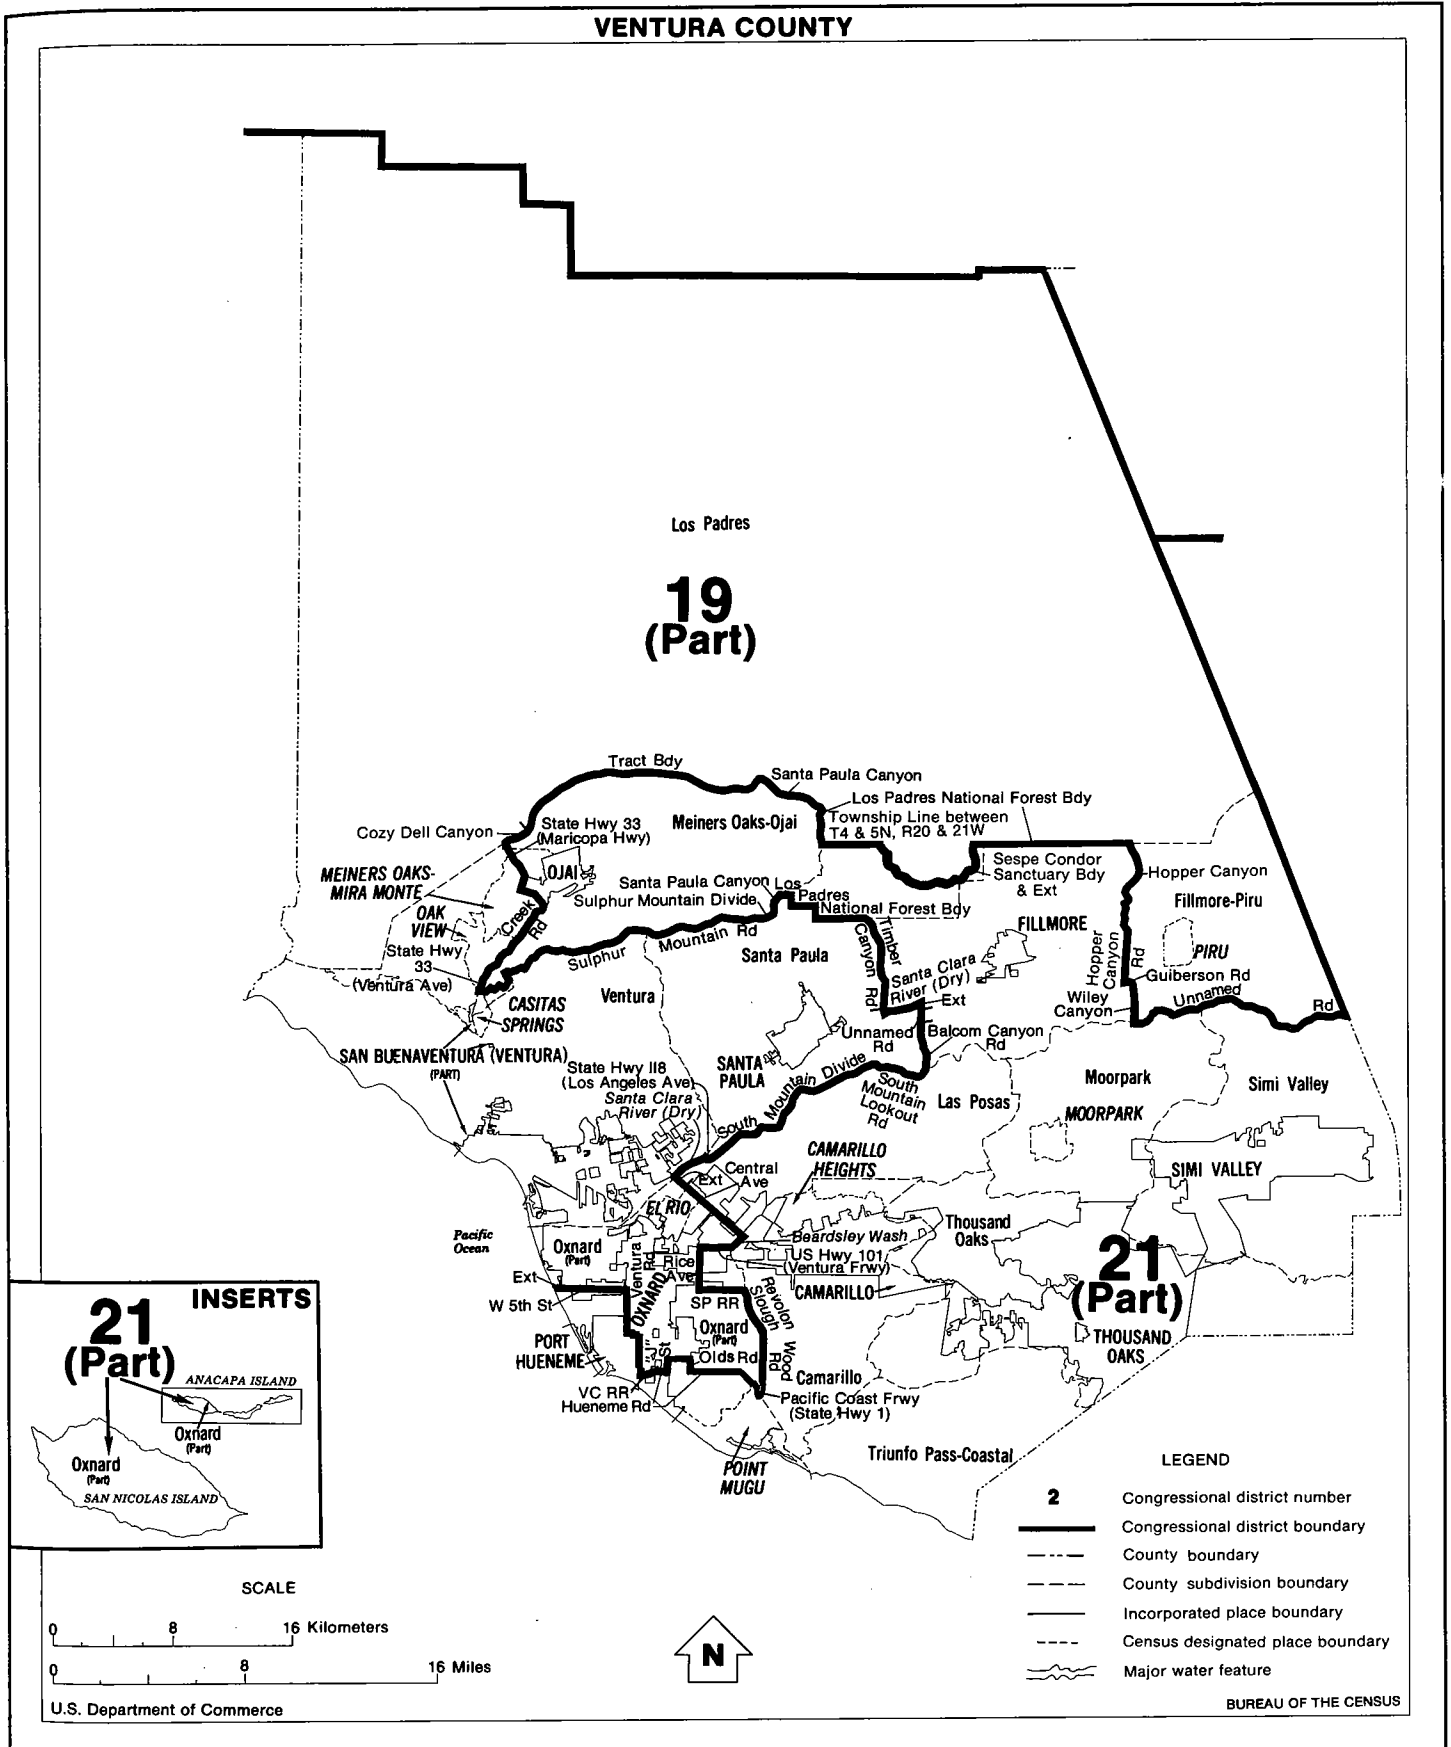 VENTURA COUNTY
Los Padres
19
(Part)
Tract Bdy
Santa Paula Canyon
Los Padres National Forest Bdy
Township Line between
T4 & 5N, R20 & 21W
Cozy Dell Canyon
State Hwy 33
(Maricopa Hwy)
Meiners Oaks-Ojai
Sespe Condor
Sanctuary Bdy
& Ext
Hopper Canyon
MEINERS OAKS-
MIRA MONTE
OJAI
Santa Paula Canyon
Los
Padres
National Forest Bdy
Sulphur Mountain Divide
Fillmore-Piru
OAK
VIEW
Creek
Rd
FILLMORE
Timber
Canyon Rd
Hopper
Canyon
Rd
PIRU
State Hwy
33
(Ventura Ave)
Sulphur
Mountain Rd
Santa Paula
Santa Clara
River (Dry)
Ext
Guiberson Rd
Unnamed
Rd
Wiley
Canyon
CASITAS
SPRINGS
Ventura
Unnamed
Rd
Balcom Canyon
Rd
SAN BUENAVENTURA (VENTURA)
(PART)
State Hwy 118
(Los Angeles Ave)
Santa Clara
River (Dry)
SANTA
PAULA
South
Mountain Divide
South
Mountain
Lookout
Rd
Las Posas
Moorpark
MOORPARK
Simi Valley
SIMI VALLEY
CAMARILLO
HEIGHTS
Ext
Central
Ave
EL RIO
Pacific
Ocean
Oxnard
(Part)
Ventura
Rd
Rice
Ave
Beardsley Wash
US Hwy 101
(Ventura Frwy)
Thousand
Oaks
21
(Part)
Ext
W 5th St
OXNARD
SP RR
Revolon
Slough
CAMARILLO
Oxnard
(Part)
Wood
Rd
PORT
HUENEME
"J"
St
Olds Rd
THOUSAND
OAKS
Camarillo
VC RR
Hueneme Rd
Pacific Coast Frwy
(State Hwy 1)
POINT
MUGU
Triunfo Pass-Coastal
INSERTS
21
(Part)
ANACAPA ISLAND
Oxnard
(Part)
Oxnard
(Part)
SAN NICOLAS ISLAND
LEGEND
2 Congressional district number
Congressional district boundary
County boundary
County subdivision boundary
Incorporated place boundary
Census designated place boundary
Major water feature
SCALE
0 8 16 Kilometers
0 8 16 Miles
N
U.S. Department of Commerce
BUREAU OF THE CENSUS